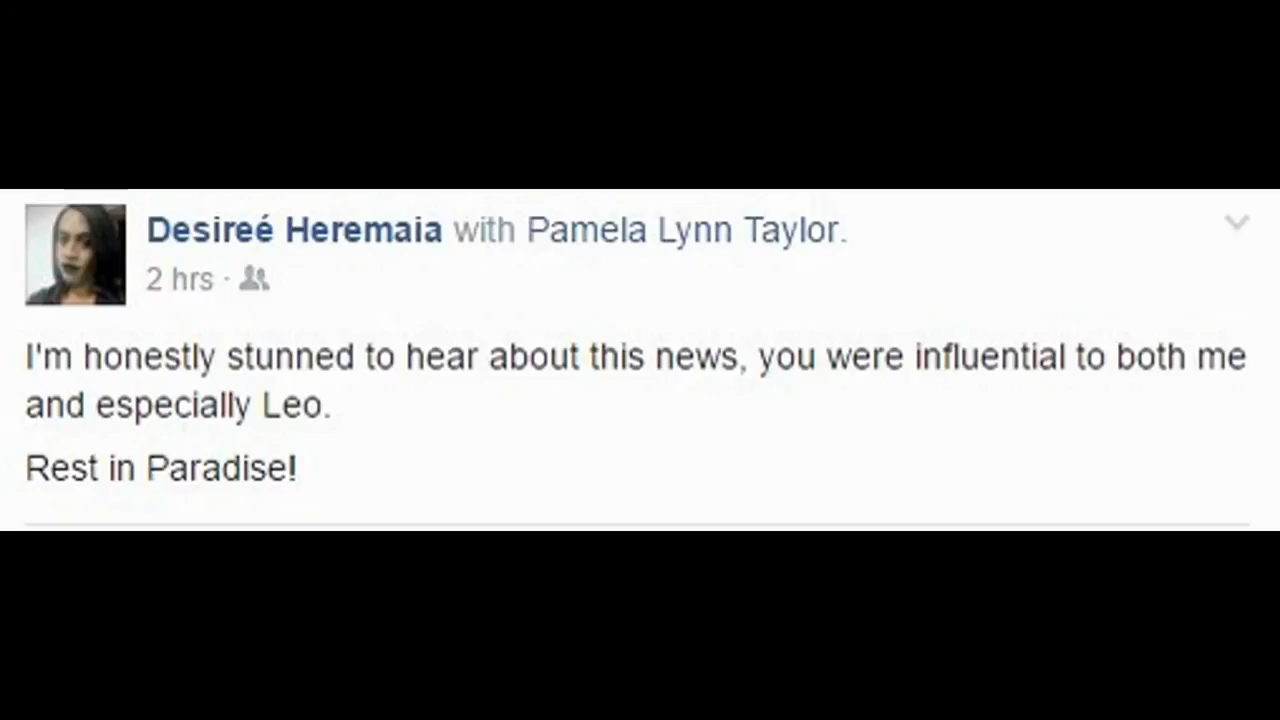 Desireé Heremaia with Pamela Lynn Taylor.
2 hrs ·
I'm honestly stunned to hear about this news, you were influential to both me
and especially Leo.
Rest in Paradise!